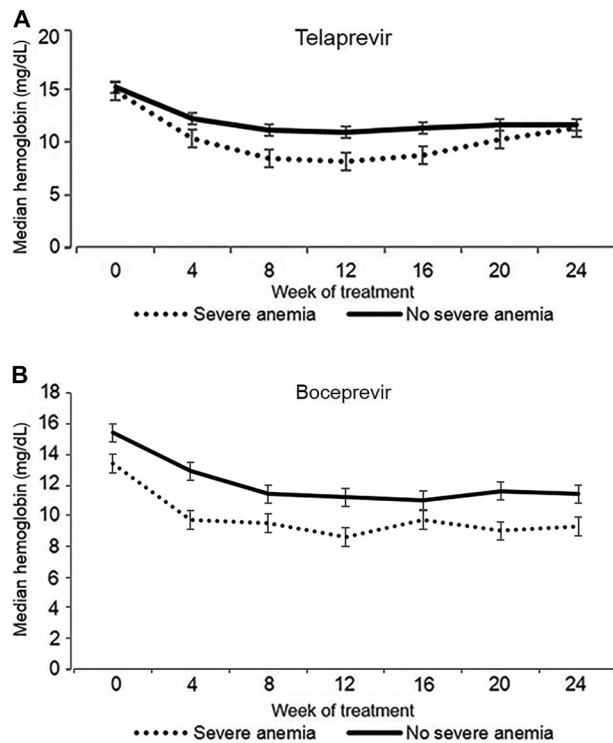 A
Telaprevir
Median hemoglobin (mg/dL)
20
15
10
5
0
0 4 8 12 16 20 24
Week of treatment
Severe anemia No severe anemia
B
Boceprevir
Median hemoglobin (mg/dL)
18
16
14
12
10
8
6
4
2
0
0 4 8 12 16 20 24
Week of treatment
Severe anemia No severe anemia